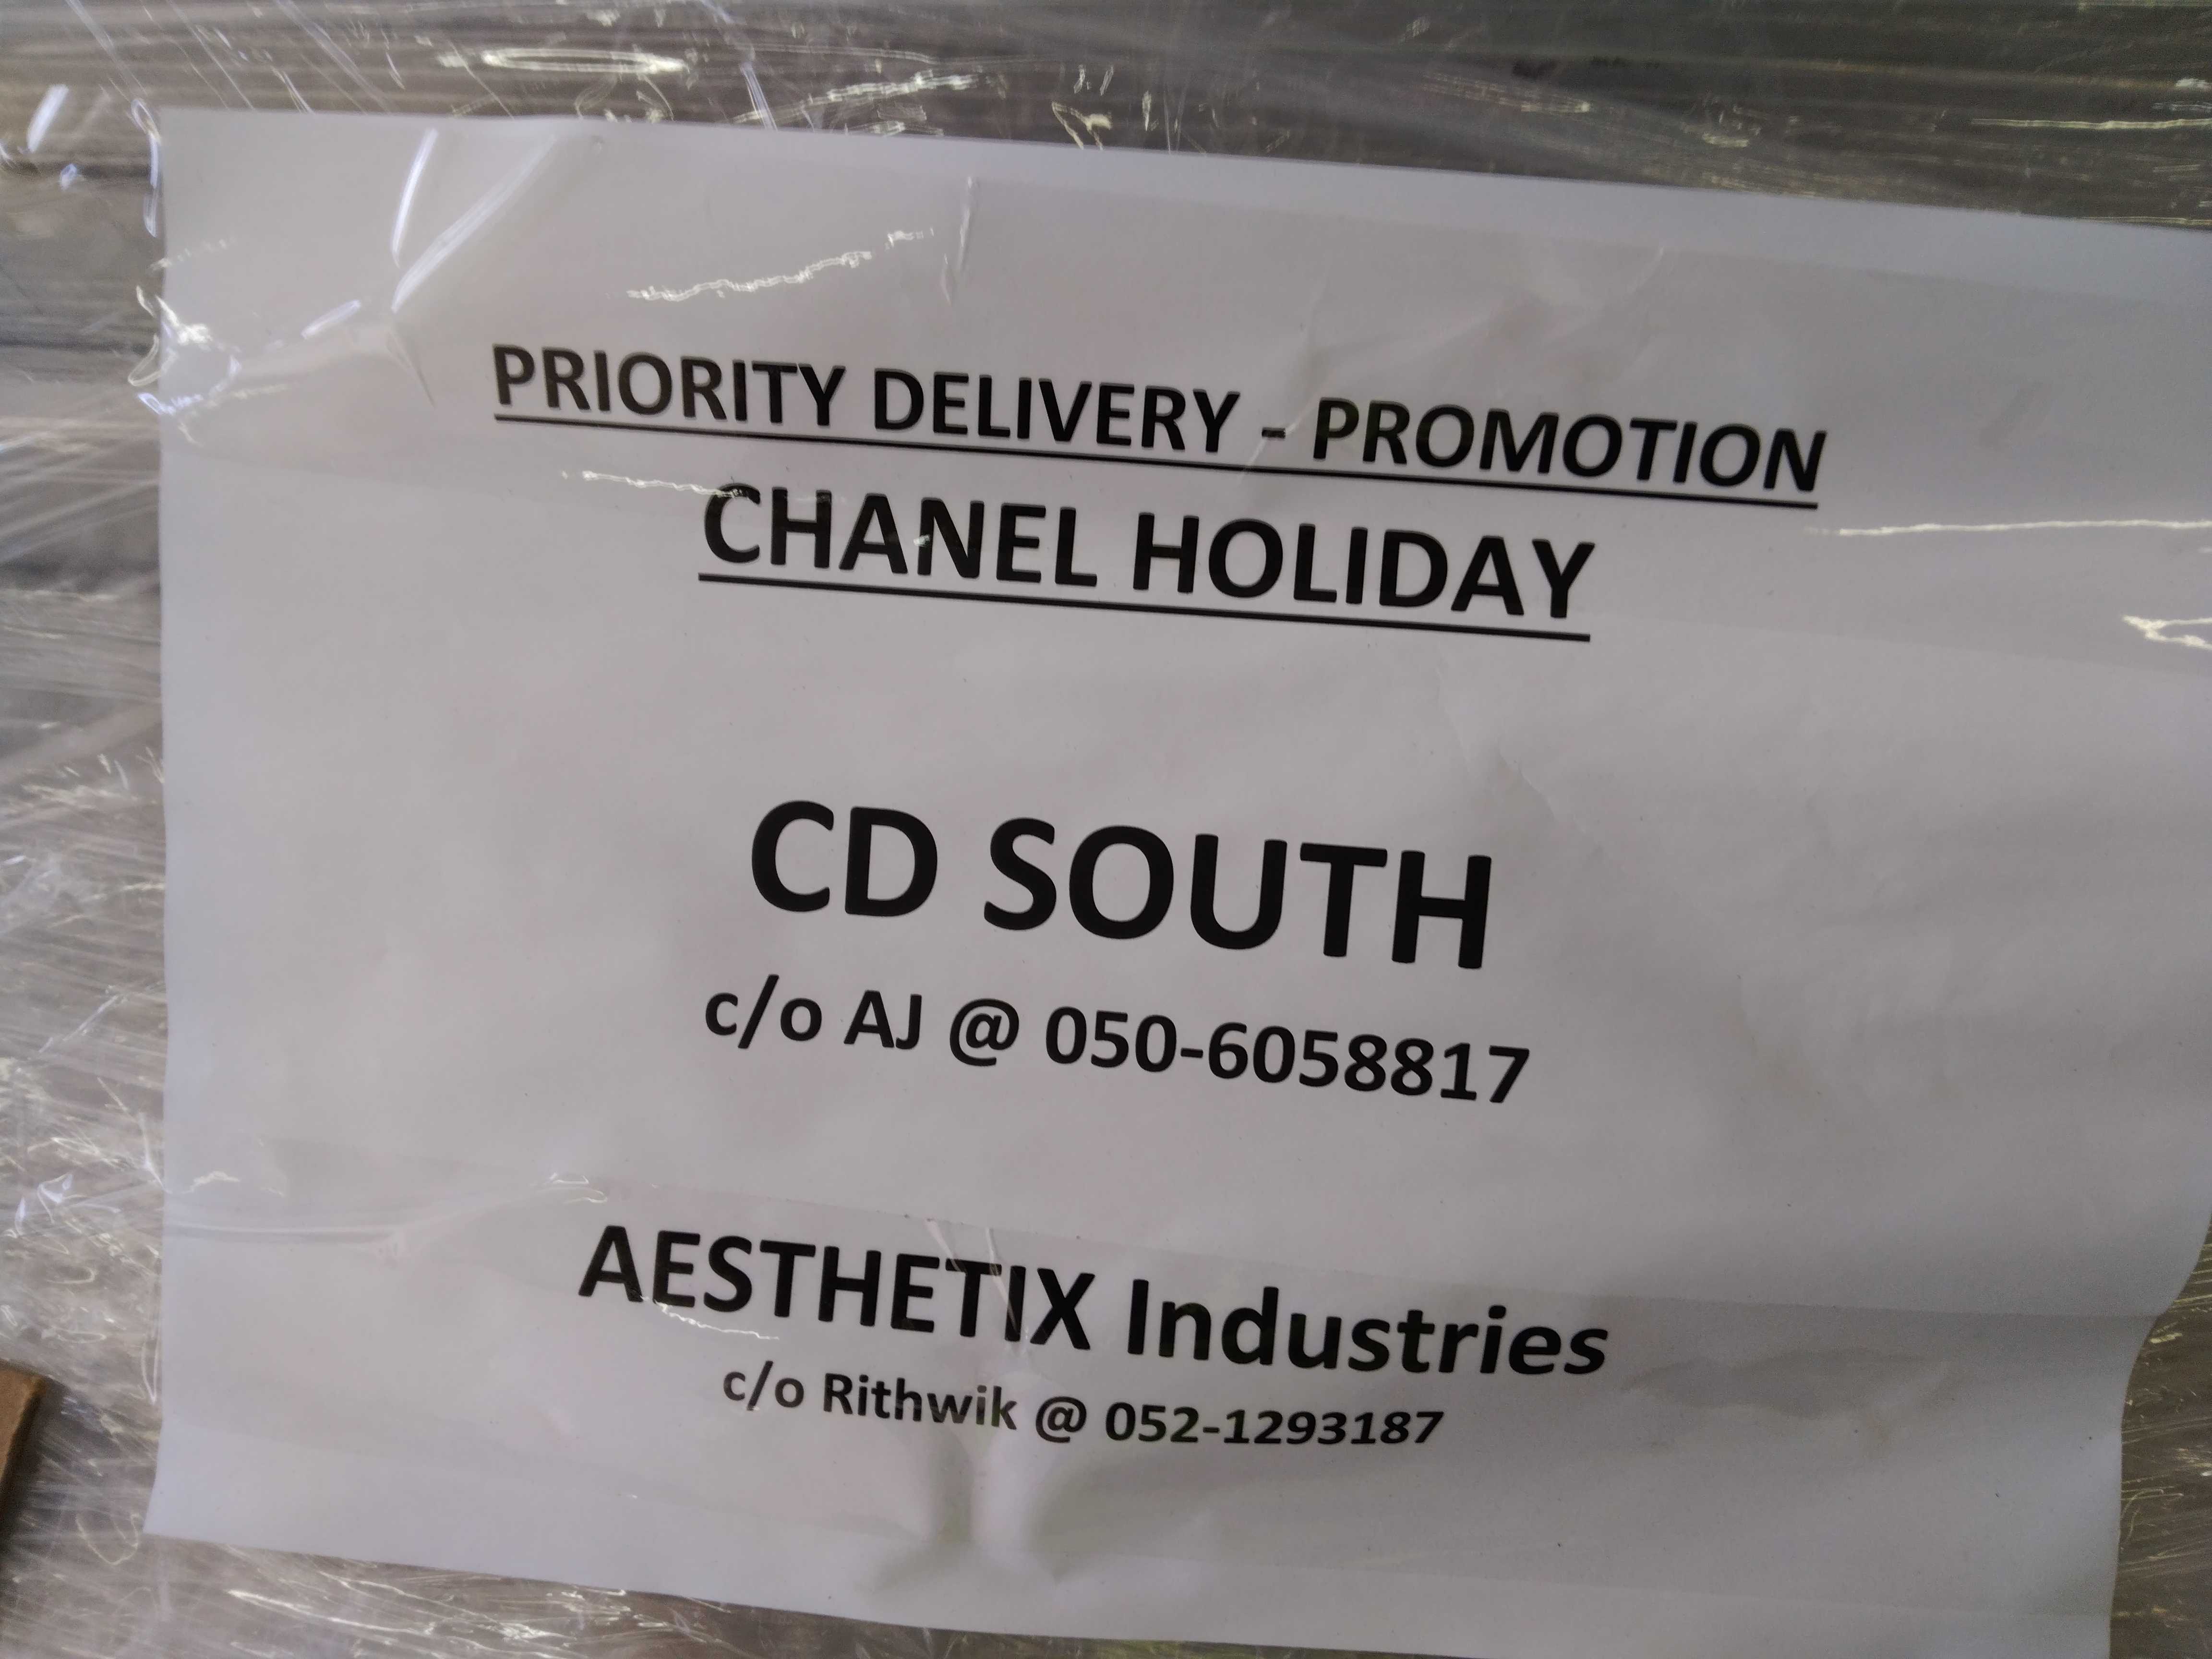 PRIORITY DELIVERY - PROMOTION
CHANEL HOLIDAY
CD SOUTH
c/o AJ @ 050-6058817
AESTHETIX Industries
c/o Rithwik @ 052-1293187